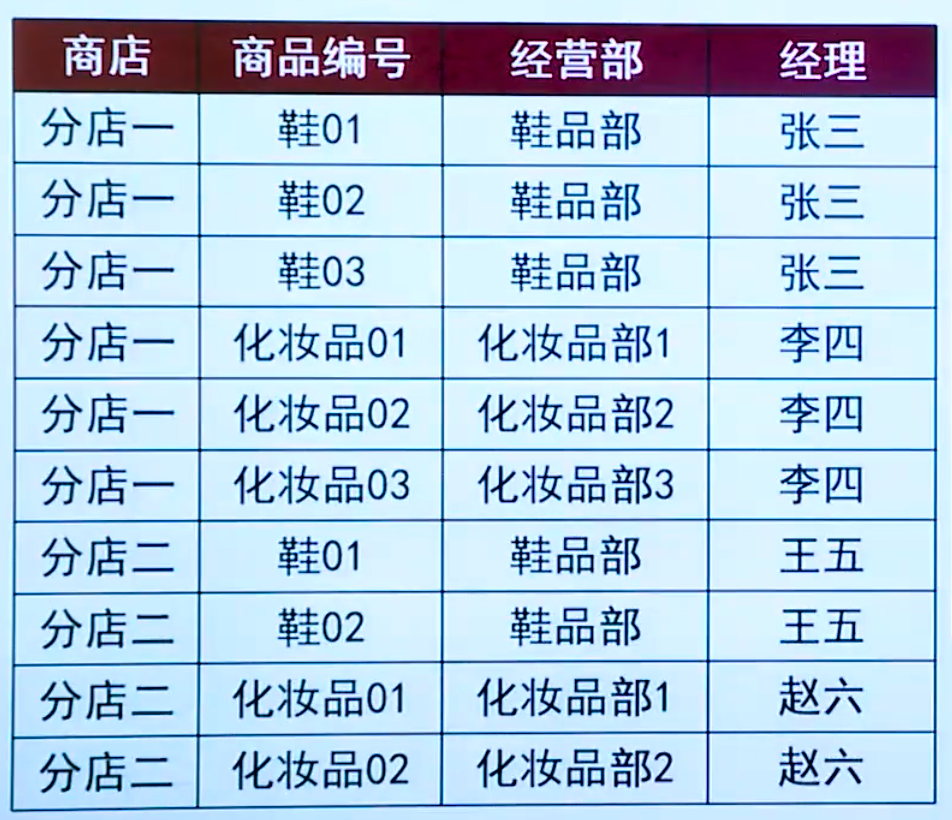 商店 商品编号 经营部 经理
分店一 鞋01 鞋品部 张三
分店一 鞋02 鞋品部 张三
分店一 鞋03 鞋品部 张三
分店一 化妆品01 化妆品部1 李四
分店一 化妆品02 化妆品部2 李四
分店一 化妆品03 化妆品部3 李四
分店二 鞋01 鞋品部 王五
分店二 鞋02 鞋品部 王五
分店二 化妆品01 化妆品部1 赵六
分店二 化妆品02 化妆品部2 赵六